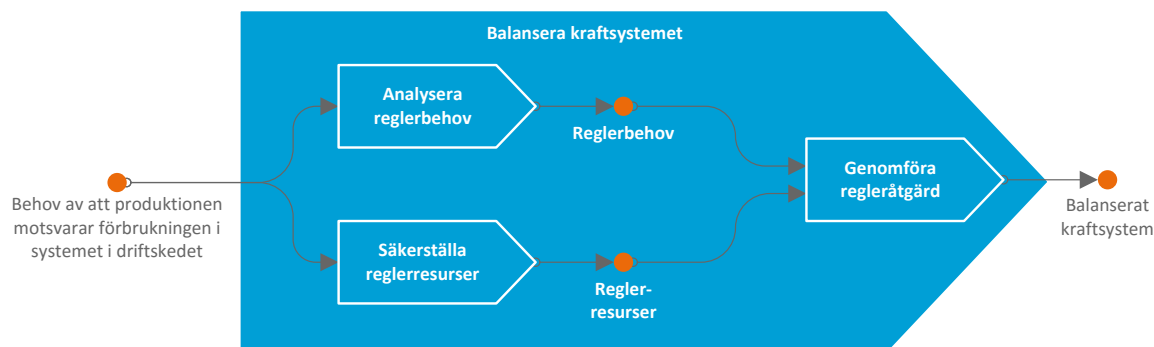 Balansera kraftsystemet
Analysera
reglerbehov
Reglerbehov
Genomföra
regleråtgärd
Behov av att produktionen
motsvarar förbrukningen i
systemet i driftskedet
Balanserat
kraftsystem
Säkerställa
reglerresurser
Regler-
resurser